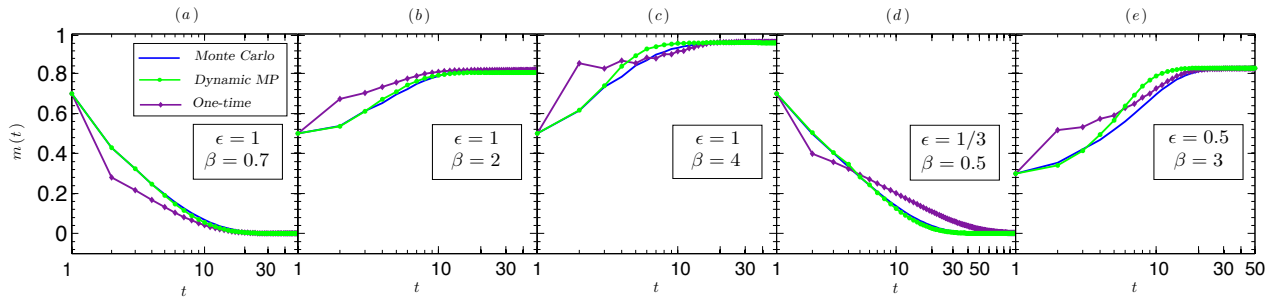 (a) (b) (c) (d) (e)
1
0.8
0.6
0.4
0.2
0
m(t)
Monte Carlo
Dynamic MP
One-time
ϵ = 1
β = 0.7
ϵ = 1
β = 2
ϵ = 1
β = 4
ϵ = 1/3
β = 0.5
ϵ = 0.5
β = 3
1 10 30 1 10 30 1 10 30 1 10 30 50 1 10 30 50
t t t t t